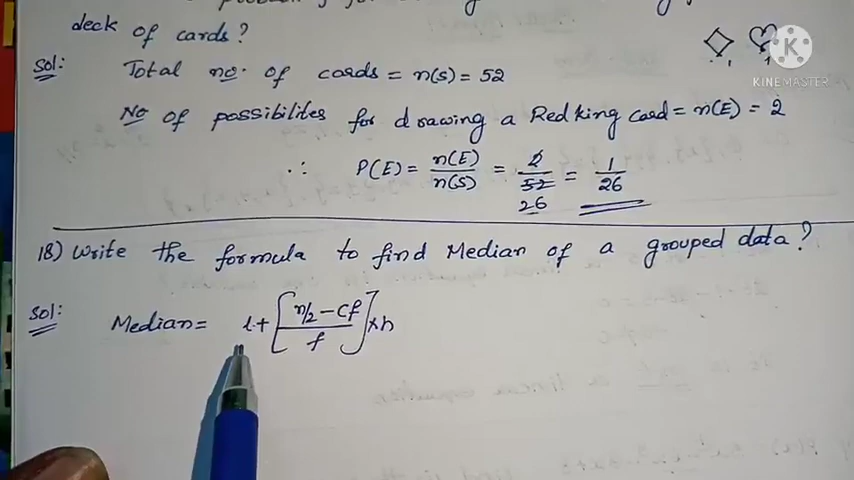 deck of cards?
Sol: Total no. of cards = n(S) = 52
No of possibilites for drawing a Red king card = n(E) = 2
∴ P(E) = n(E)/n(S) = 2/52 = 1/26
26
18) Write the formula to find Median of a grouped data?
Sol: Median = l + [n/2 - Cf / f] × h
K
KINEMASTER